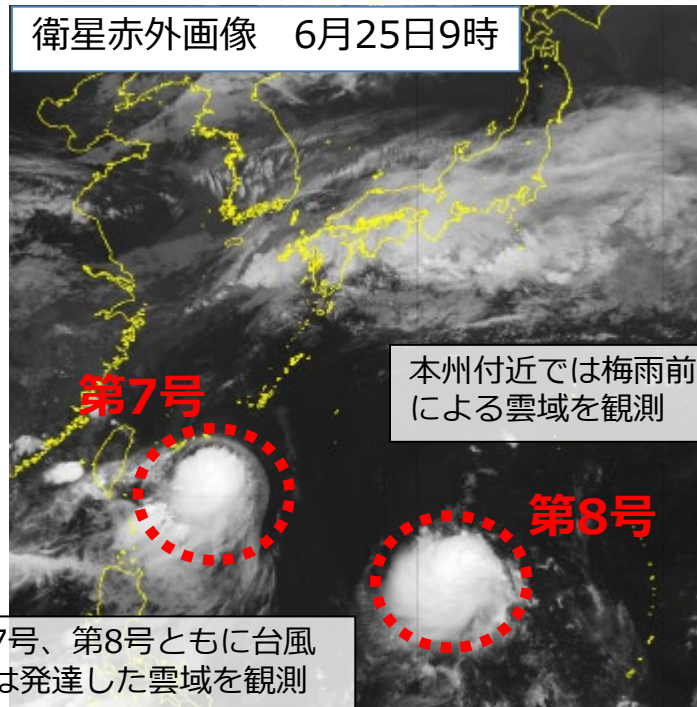 衛星赤外画像　6月25日9時
第7号
本州付近では梅雨前
による雲域を観測
第8号
7号、第8号ともに台風
は発達した雲域を観測